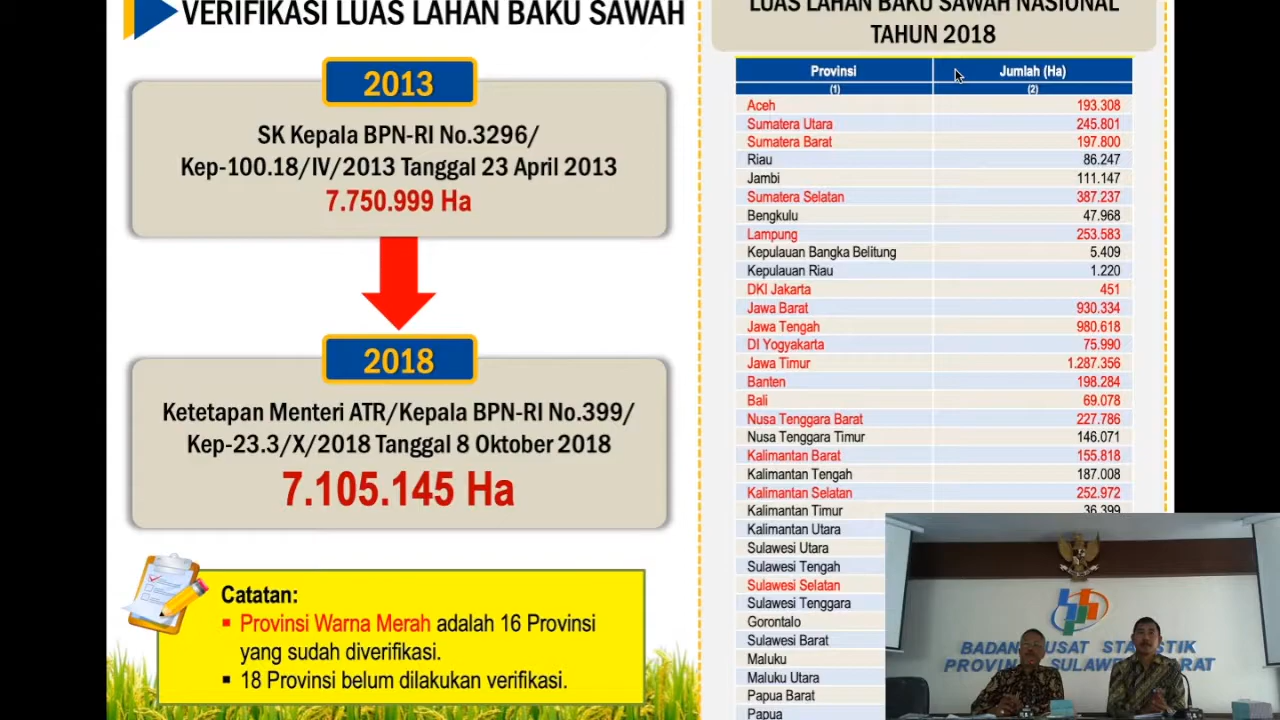 VERIFIKASI LUAS LAHAN BAKU SAWAH
2013
SK Kepala BPN-RI No.3296/
Kep-100.18/IV/2013 Tanggal 23 April 2013
7.750.999 Ha
2018
Ketetapan Menteri ATR/Kepala BPN-RI No.399/
Kep-23.3/X/2018 Tanggal 8 Oktober 2018
7.105.145 Ha
Catatan:
Provinsi Warna Merah adalah 16 Provinsi
yang sudah diverifikasi.
18 Provinsi belum dilakukan verifikasi.
LUAS LAHAN BAKU SAWAH NASIONAL
TAHUN 2018
Provinsi Jumlah (Ha)
(1) (2)
Aceh 193.308
Sumatera Utara 245.801
Sumatera Barat 197.800
Riau 86.247
Jambi 111.147
Sumatera Selatan 387.237
Bengkulu 47.968
Lampung 253.583
Kepulauan Bangka Belitung 5.409
Kepulauan Riau 1.220
DKI Jakarta 451
Jawa Barat 930.334
Jawa Tengah 980.618
DI Yogyakarta 75.990
Jawa Timur 1.287.356
Banten 198.284
Bali 69.078
Nusa Tenggara Barat 227.786
Nusa Tenggara Timur 146.071
Kalimantan Barat 155.818
Kalimantan Tengah 187.008
Kalimantan Selatan 252.972
Kalimantan Timur 36.399
Kalimantan Utara
Sulawesi Utara
Sulawesi Tengah
Sulawesi Selatan
Sulawesi Tenggara
Gorontalo
Sulawesi Barat
Maluku
Maluku Utara
Papua Barat
Papua
BADAN USAT STATISTIK
PROVIN SULAWE ARAT